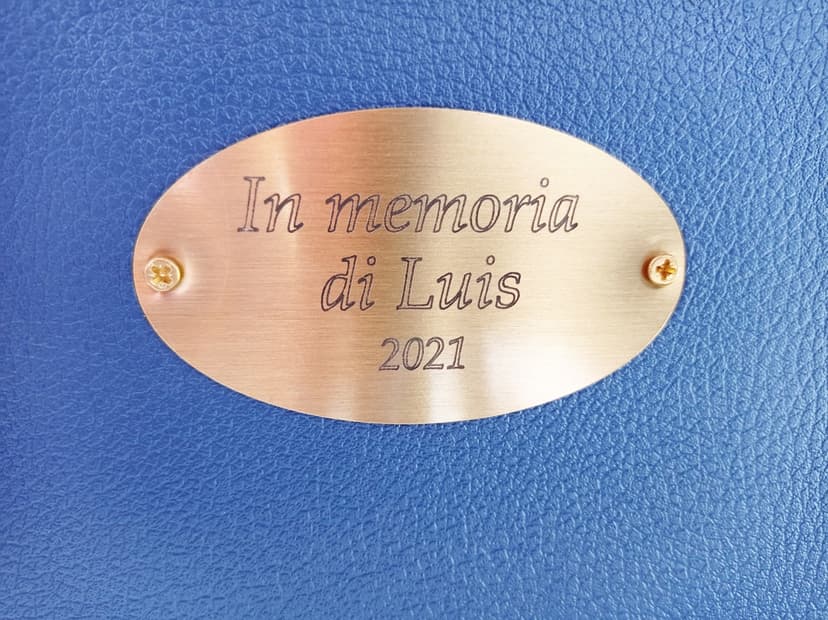 In memoria
di Luis
2021